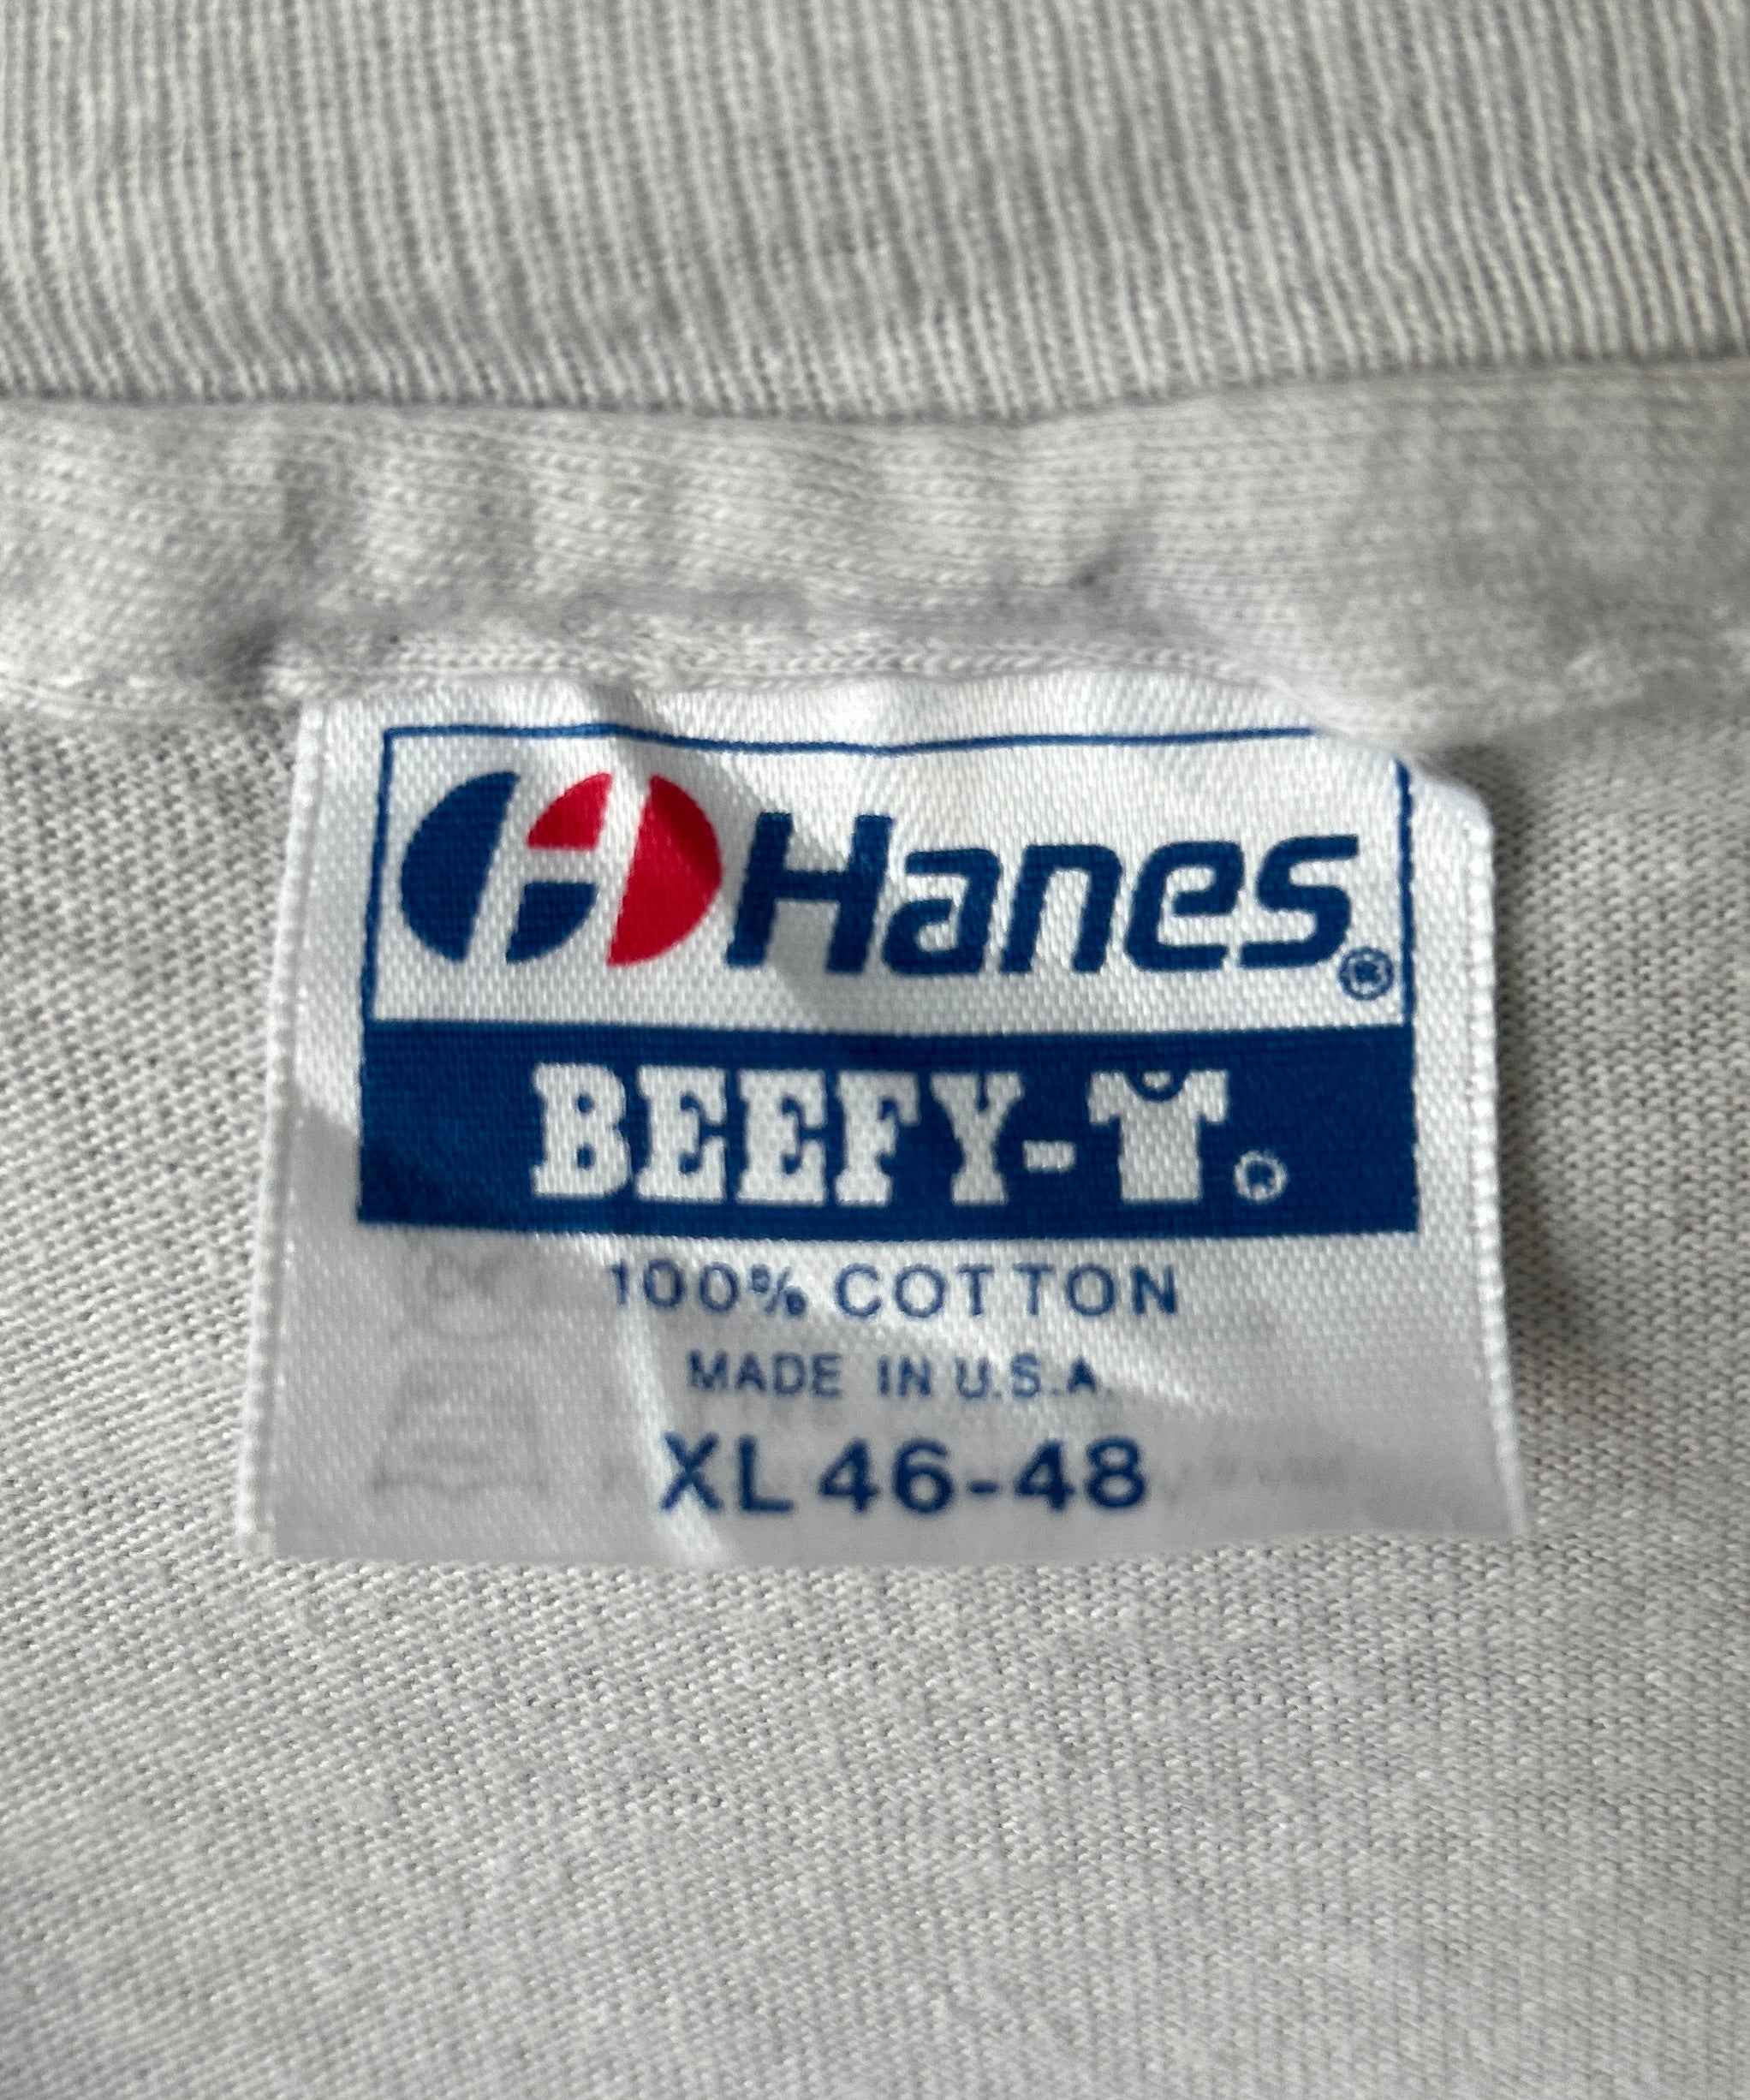 Hanes®
BEEFY-T®
100% COTTON
MADE IN U.S.A.
XL 46-48